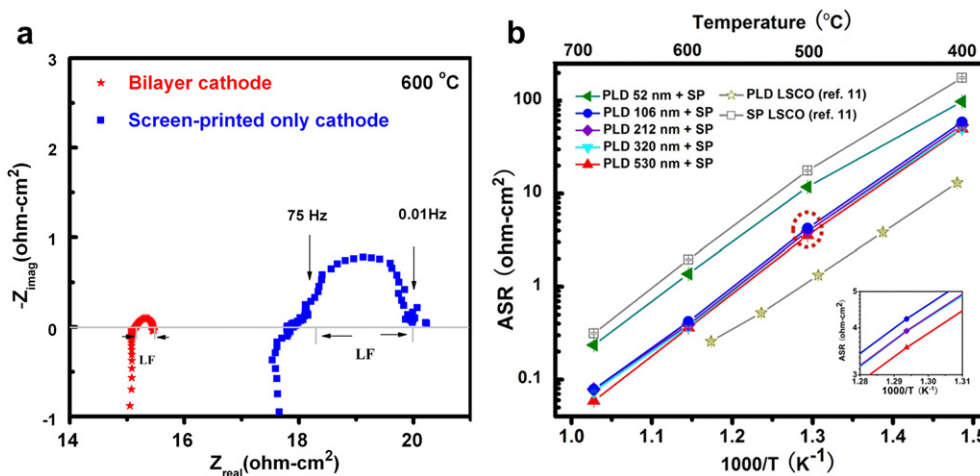 a
600 °C
Bilayer cathode
Screen-printed only cathode
75 Hz
0.01Hz
LF
LF
-Z_imag(ohm-cm²)
3
2
1
0
-1
14 16 18 20
Z_real(ohm-cm²)
b
Temperature (°C)
700 600 500 400
PLD 52 nm + SP
PLD 106 nm + SP
PLD 212 nm + SP
PLD 320 nm + SP
PLD 530 nm + SP
PLD LSCO (ref. 11)
SP LSCO (ref. 11)
ASR (ohm-cm²)
100
10
1
0.1
1.0 1.1 1.2 1.3 1.4 1.5
1000/T (K⁻¹)
ASR (ohm-cm²)
5
4
3
1.28 1.29 1.30 1.31
1000/T (K⁻¹)